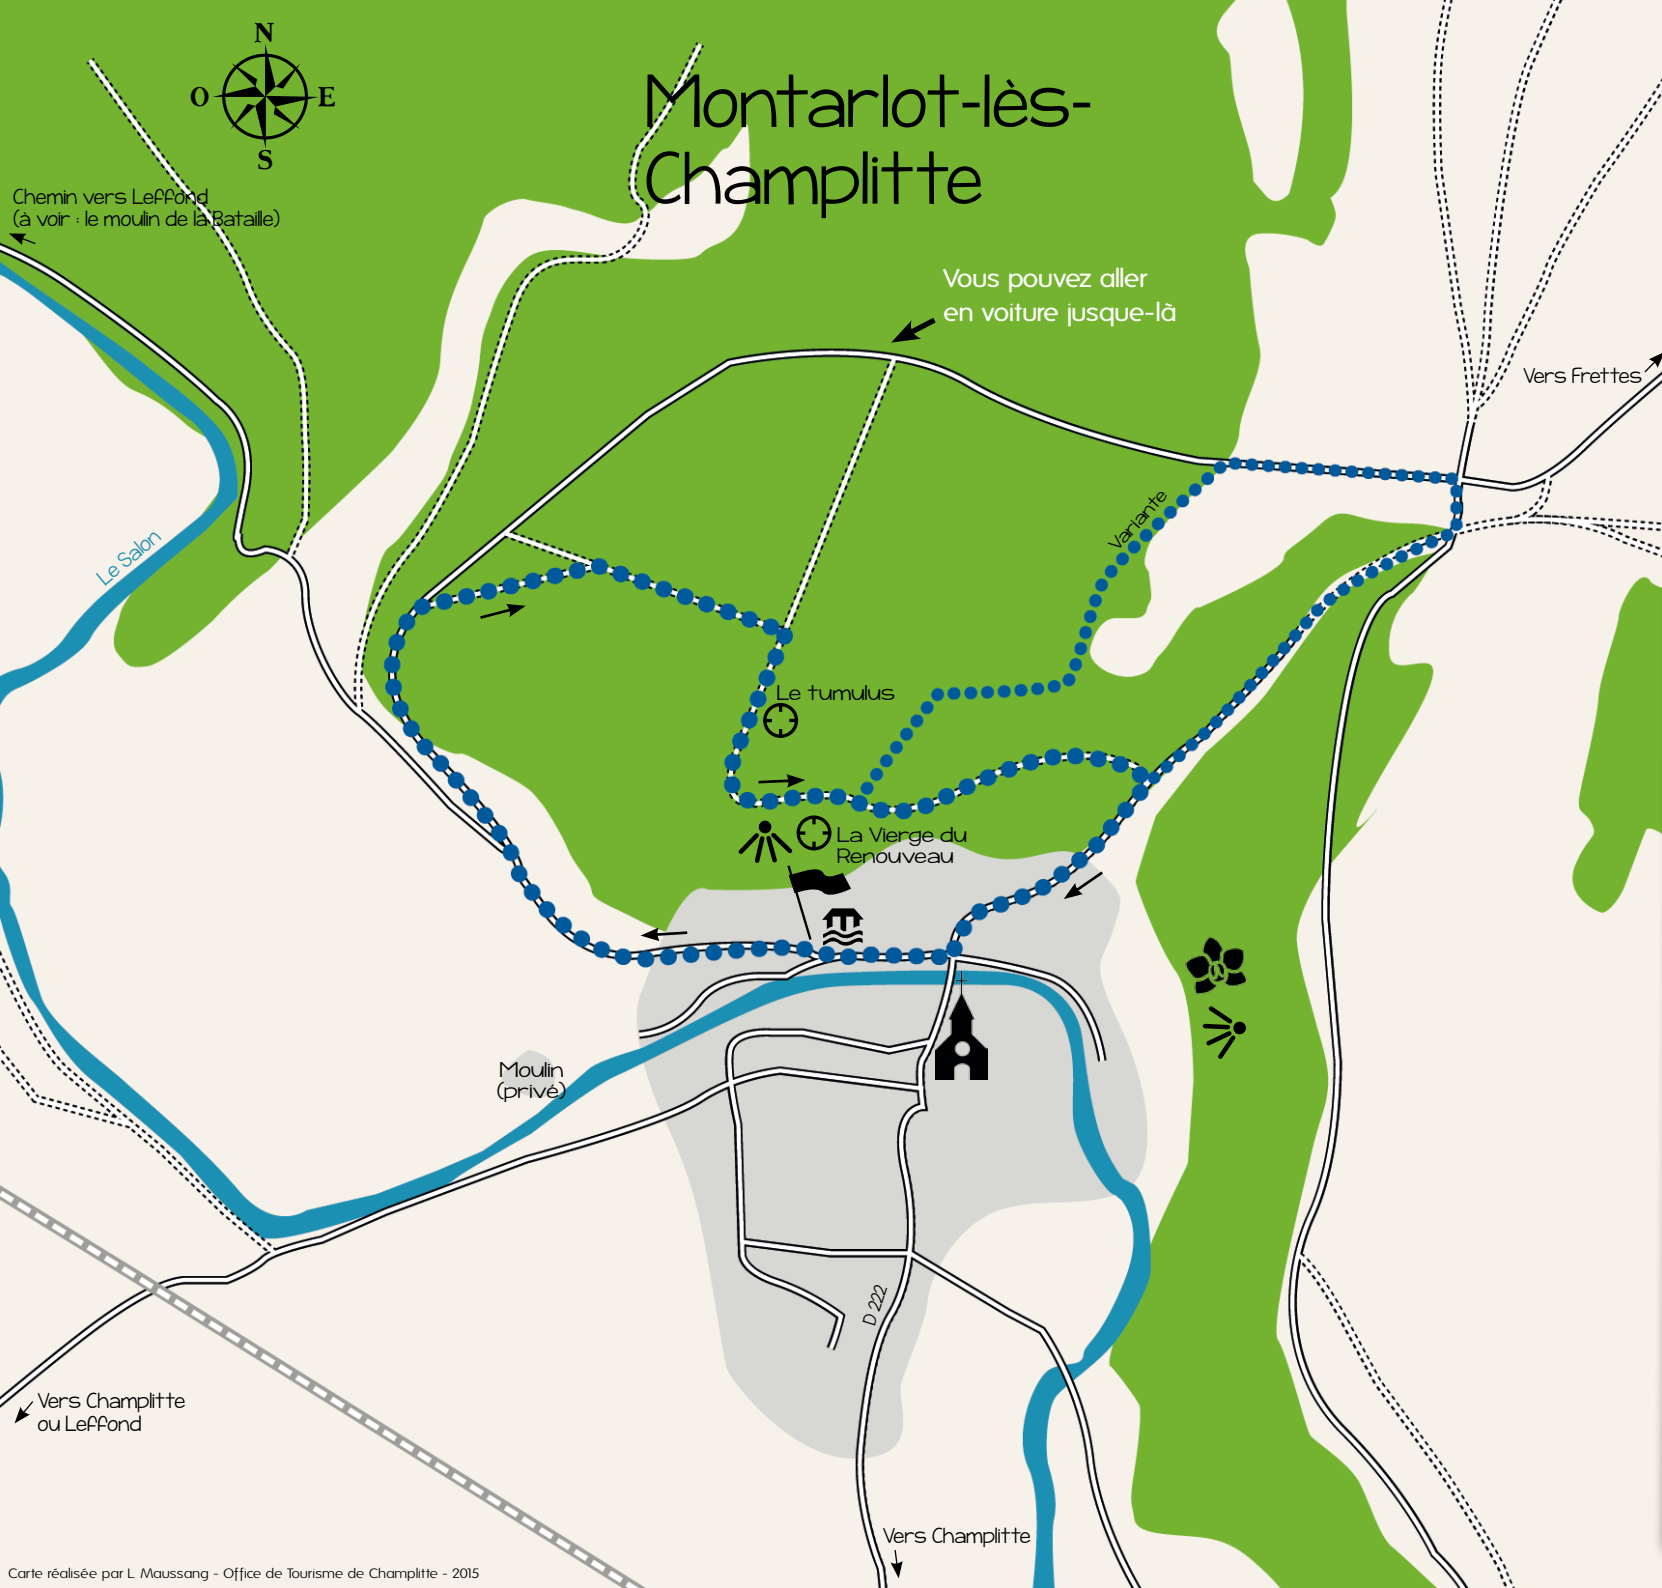 N
O
E
S
Montarlot-lès-
Champlitte
Chemin vers Leffond
(à voir : le moulin de la Bataille)
Vous pouvez aller
en voiture jusque-là
Vers Frettes
Variante
Le Salon
Le tumulus
La Vierge du
Renouveau
Moulin
(privé)
D 222
Vers Champlitte
ou Leffond
Vers Champlitte
Carte réalisée par L Maussang - Office de Tourisme de Champlitte - 2015